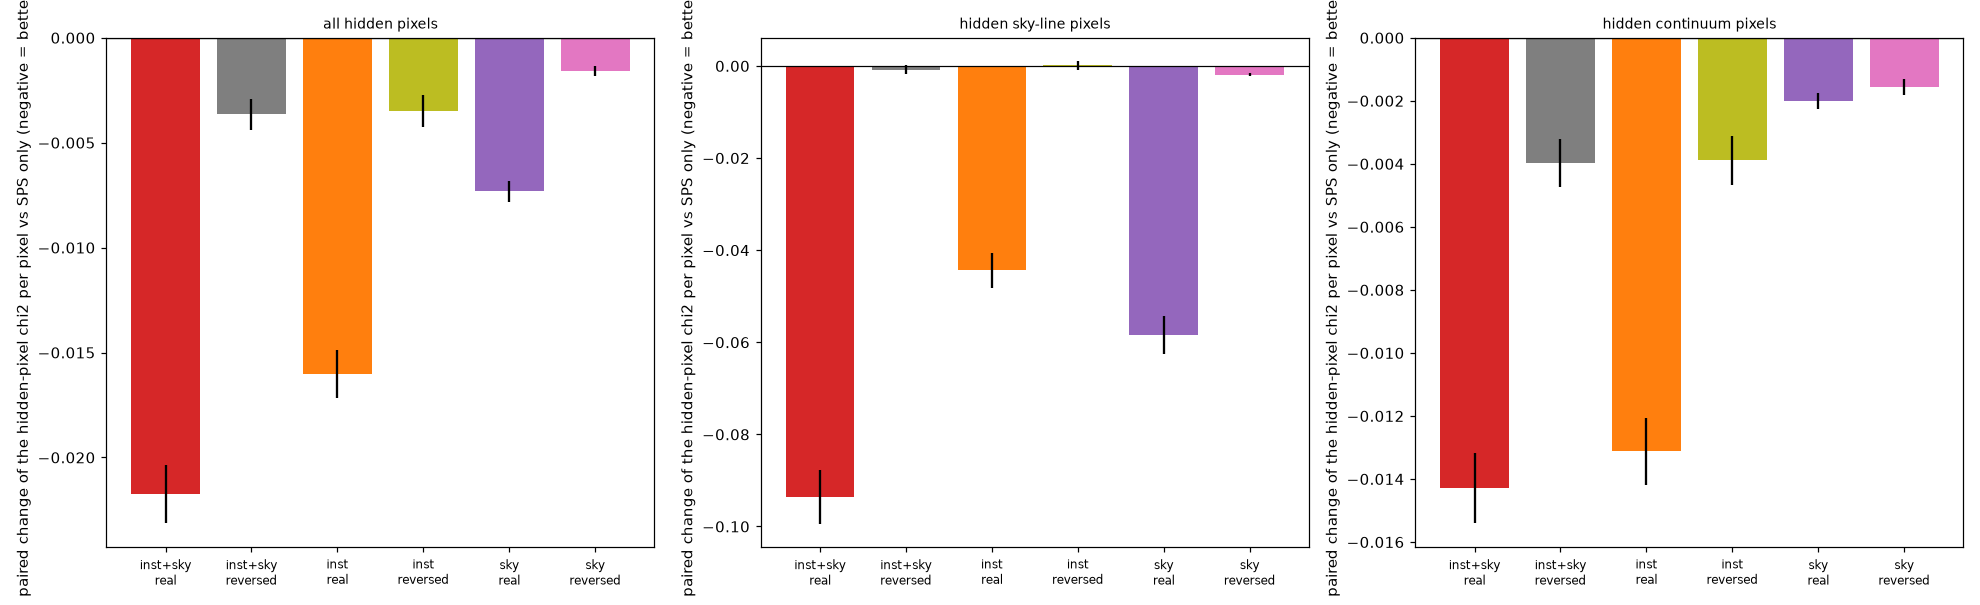 all hidden pixels
paired change of the hidden-pixel chi2 per pixel vs SPS only (negative = bette
0.000
−0.005
−0.010
−0.015
−0.020
inst+sky
real
inst+sky
reversed
inst
real
inst
reversed
sky
real
sky
reversed
hidden sky-line pixels
paired change of the hidden-pixel chi2 per pixel vs SPS only (negative = bette
0.00
−0.02
−0.04
−0.06
−0.08
−0.10
inst+sky
real
inst+sky
reversed
inst
real
inst
reversed
sky
real
sky
reversed
hidden continuum pixels
paired change of the hidden-pixel chi2 per pixel vs SPS only (negative = bette
0.000
−0.002
−0.004
−0.006
−0.008
−0.010
−0.012
−0.014
−0.016
inst+sky
real
inst+sky
reversed
inst
real
inst
reversed
sky
real
sky
reversed